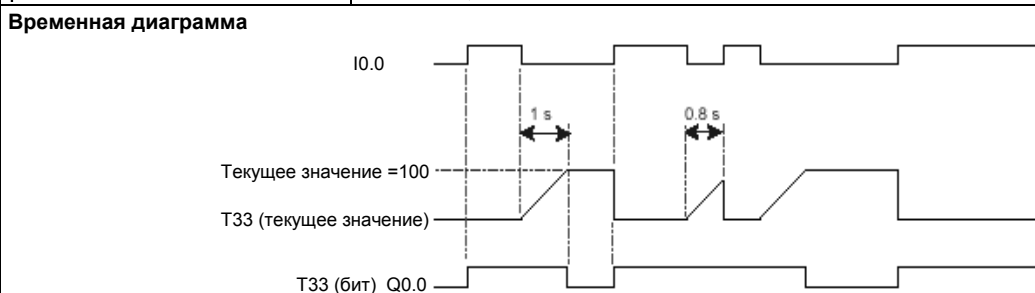 Временная диаграмма
I0.0
1 s
0.8 s
Текущее значение =100
T33 (текущее значение)
T33 (бит) Q0.0